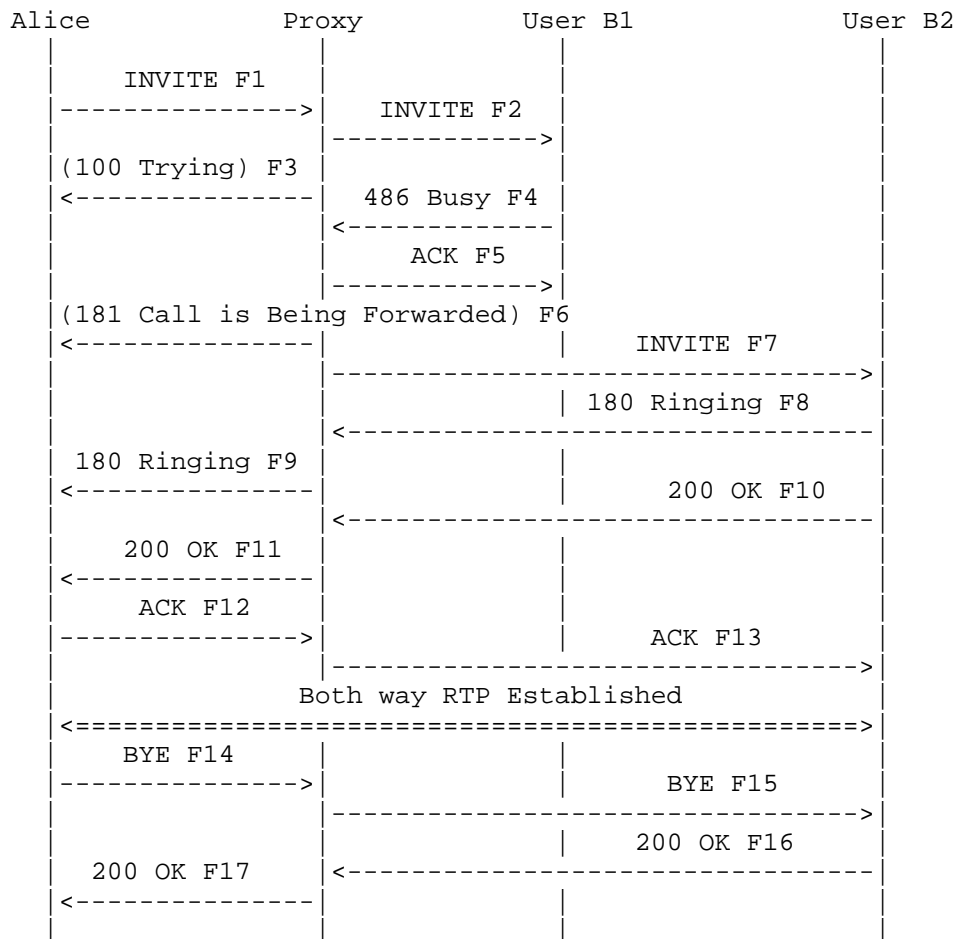 Alice Proxy User B1 User B2
INVITE F1
INVITE F2
(100 Trying) F3
486 Busy F4
ACK F5
(181 Call is Being Forwarded) F6
INVITE F7
180 Ringing F8
180 Ringing F9
200 OK F10
200 OK F11
ACK F12
ACK F13
Both way RTP Established
BYE F14
BYE F15
200 OK F16
200 OK F17